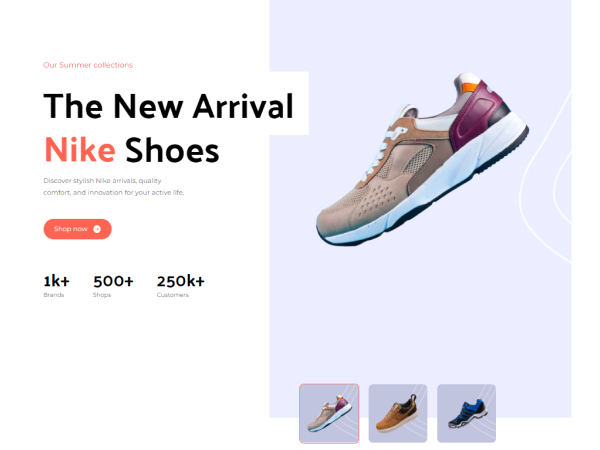 Our Summer collections
The New Arrival
Nike Shoes
Discover stylish Nike arrivals, quality
comfort, and innovation for your active life.
Shop now
1k+ 500+ 250k+
Brands Shops Customers